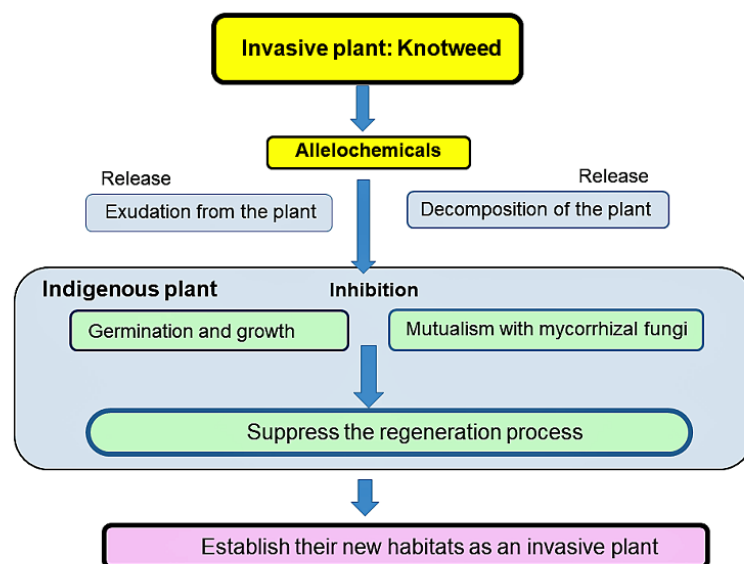 Invasive plant: Knotweed
Allelochemicals
Release
Release
Exudation from the plant
Decomposition of the plant
Indigenous plant
Inhibition
Germination and growth
Mutualism with mycorrhizal fungi
Suppress the regeneration process
Establish their new habitats as an invasive plant